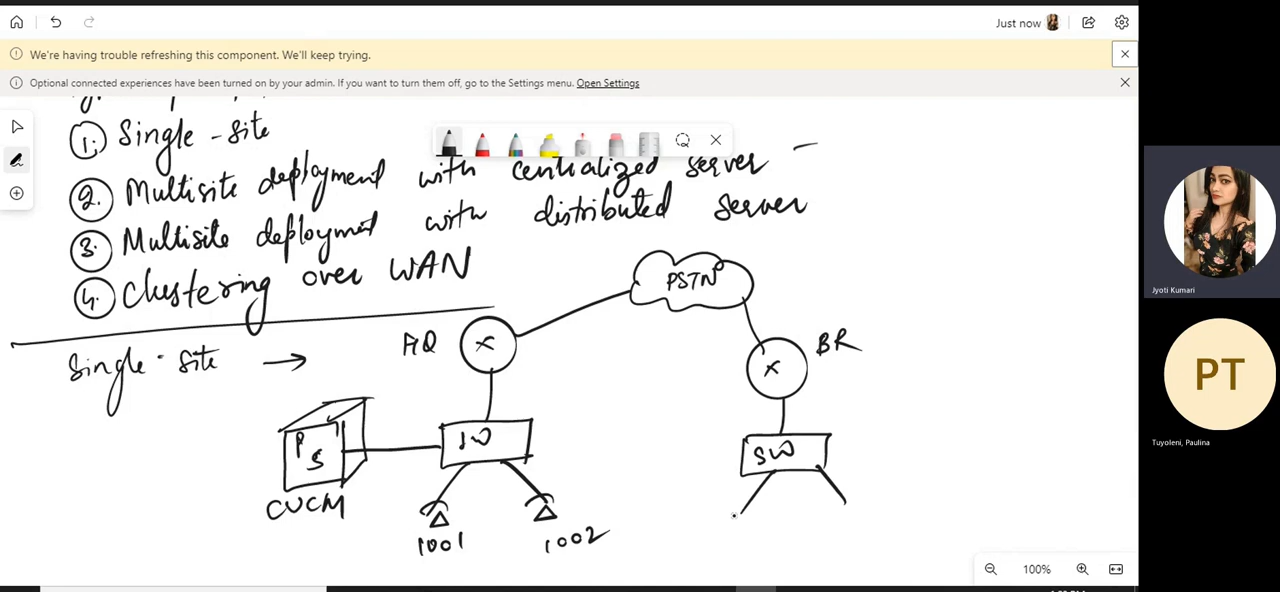 Just now
We're having trouble refreshing this component. We'll keep trying.
Optional connected experiences have been turned on by your admin. If you want to turn them off, go to the Settings menu. Open Settings
1. Single-site
2. Multisite deployment with centralized server -
3. Multisite deployment with distributed server
4. Clustering over WAN
PSTN
HQ
X
X
BR
Single-site →
P
S
SW
SW
CUCM
1001
1002
Jyoti Kumari
PT
Tuyoleni, Paulina
100%